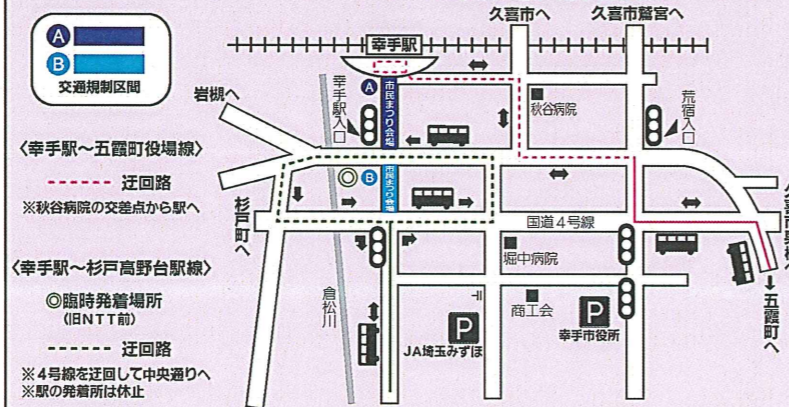 A
B
交通規制区間
〈幸手駅～五霞町役場線〉
迂回路
※秋谷病院の交差点から駅へ
〈幸手駅～杉戸高野台駅線〉
◎臨時発着場所
(旧NTT前)
迂回路
※4号線を迂回して中央通りへ
※駅の発着所は休止
久喜市へ
久喜市鷲宮へ
幸手駅
岩槻へ
幸手駅入口
A
市民まつり会場
秋谷病院
荒宿入口
◎
B
市民まつり会場
杉戸町へ
国道4号線
五霞町へ
倉松川
堀中病院
商工会
P
JA埼玉みずほ
P
幸手市役所